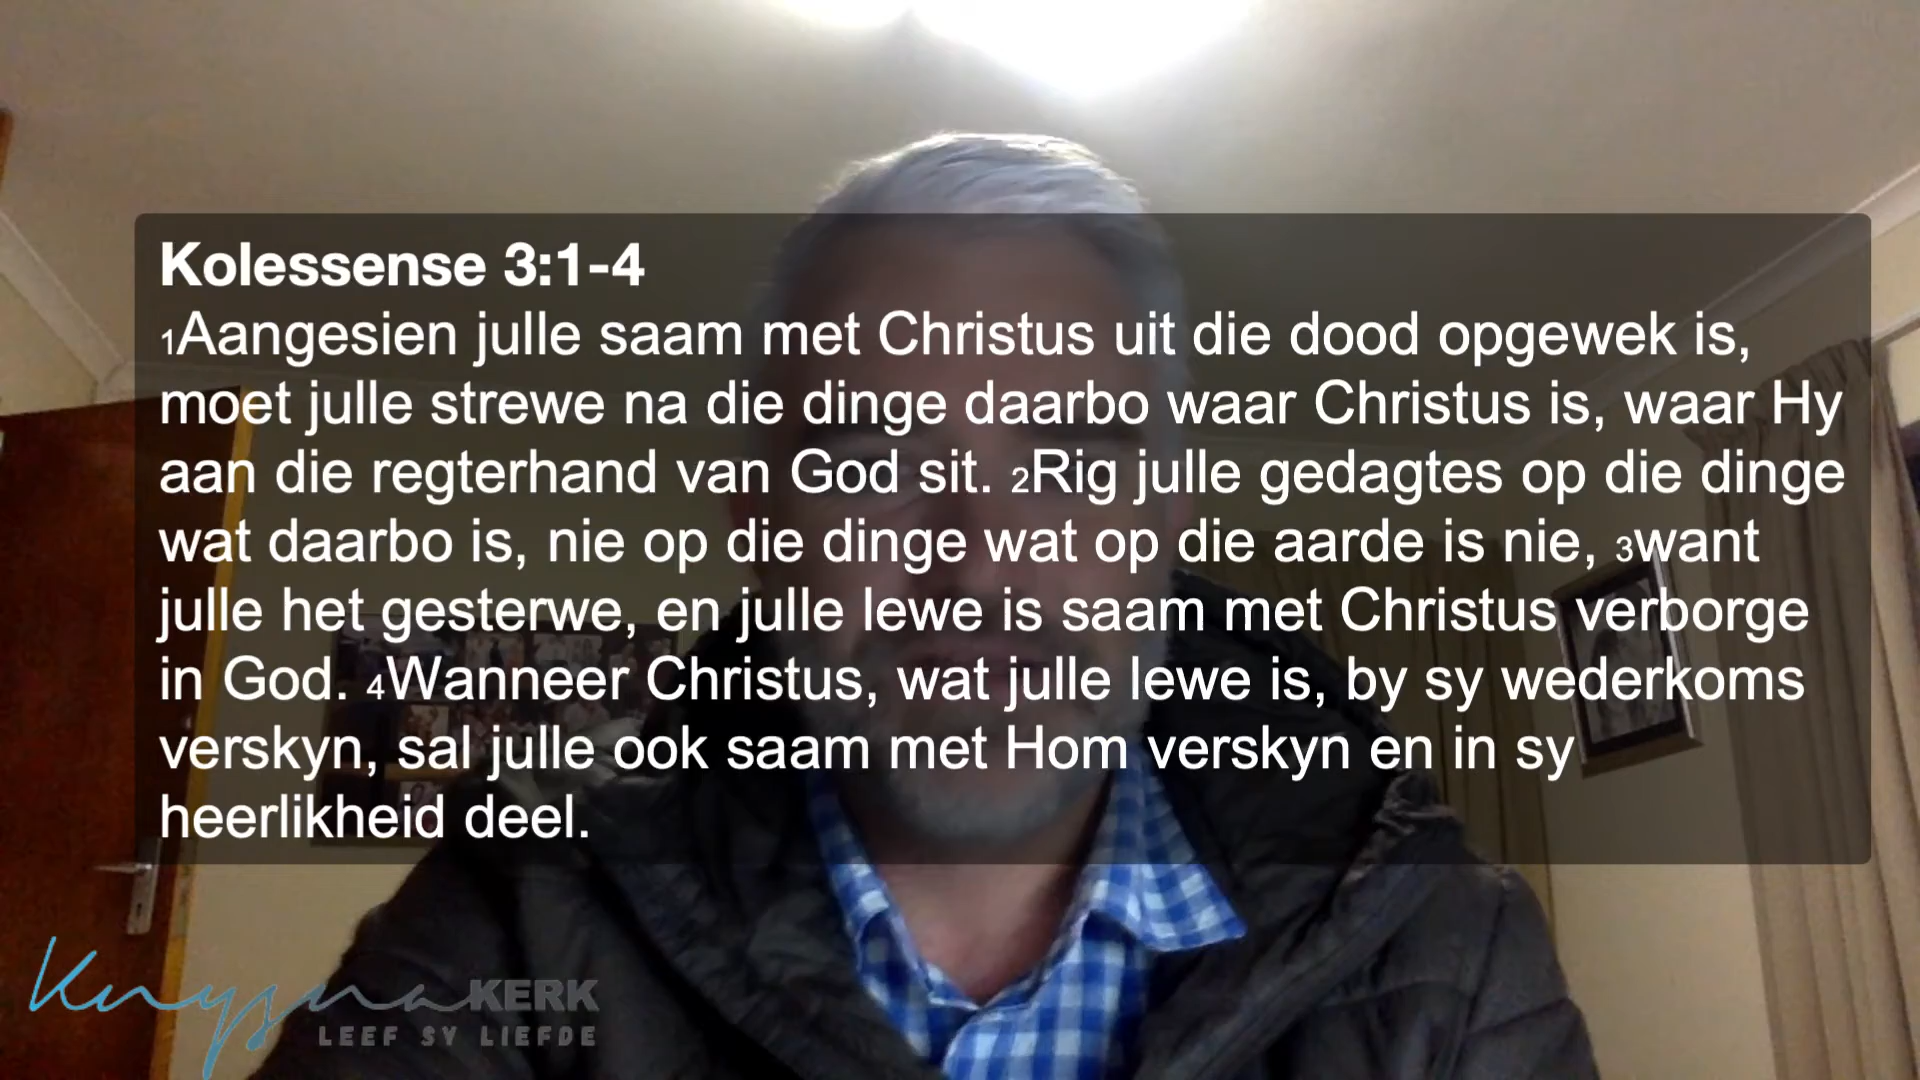 Kolessense 3:1-4
1Aangesien julle saam met Christus uit die dood opgewek is,
moet julle strewe na die dinge daarbo waar Christus is, waar Hy
aan die regterhand van God sit. 2Rig julle gedagtes op die dinge
wat daarbo is, nie op die dinge wat op die aarde is nie, 3want
julle het gesterwe, en julle lewe is saam met Christus verborge
in God. 4Wanneer Christus, wat julle lewe is, by sy wederkoms
verskyn, sal julle ook saam met Hom verskyn en in sy
heerlikheid deel.
Knysna KERK
LEEF SY LIEFDE